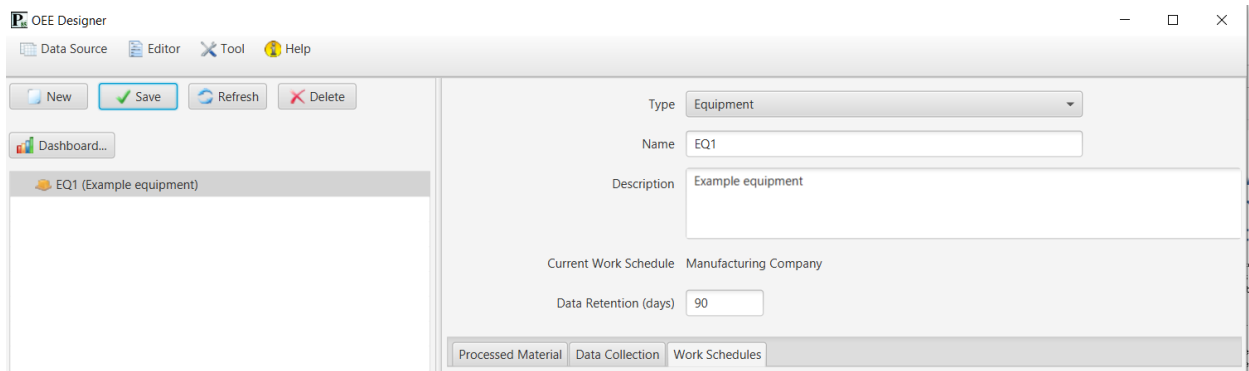 OEE Designer
Data Source Editor Tool Help
New Save Refresh Delete
Dashboard...
EQ1 (Example equipment)
Type Equipment
Name EQ1
Description Example equipment
Current Work Schedule Manufacturing Company
Data Retention (days) 90
Processed Material Data Collection Work Schedules